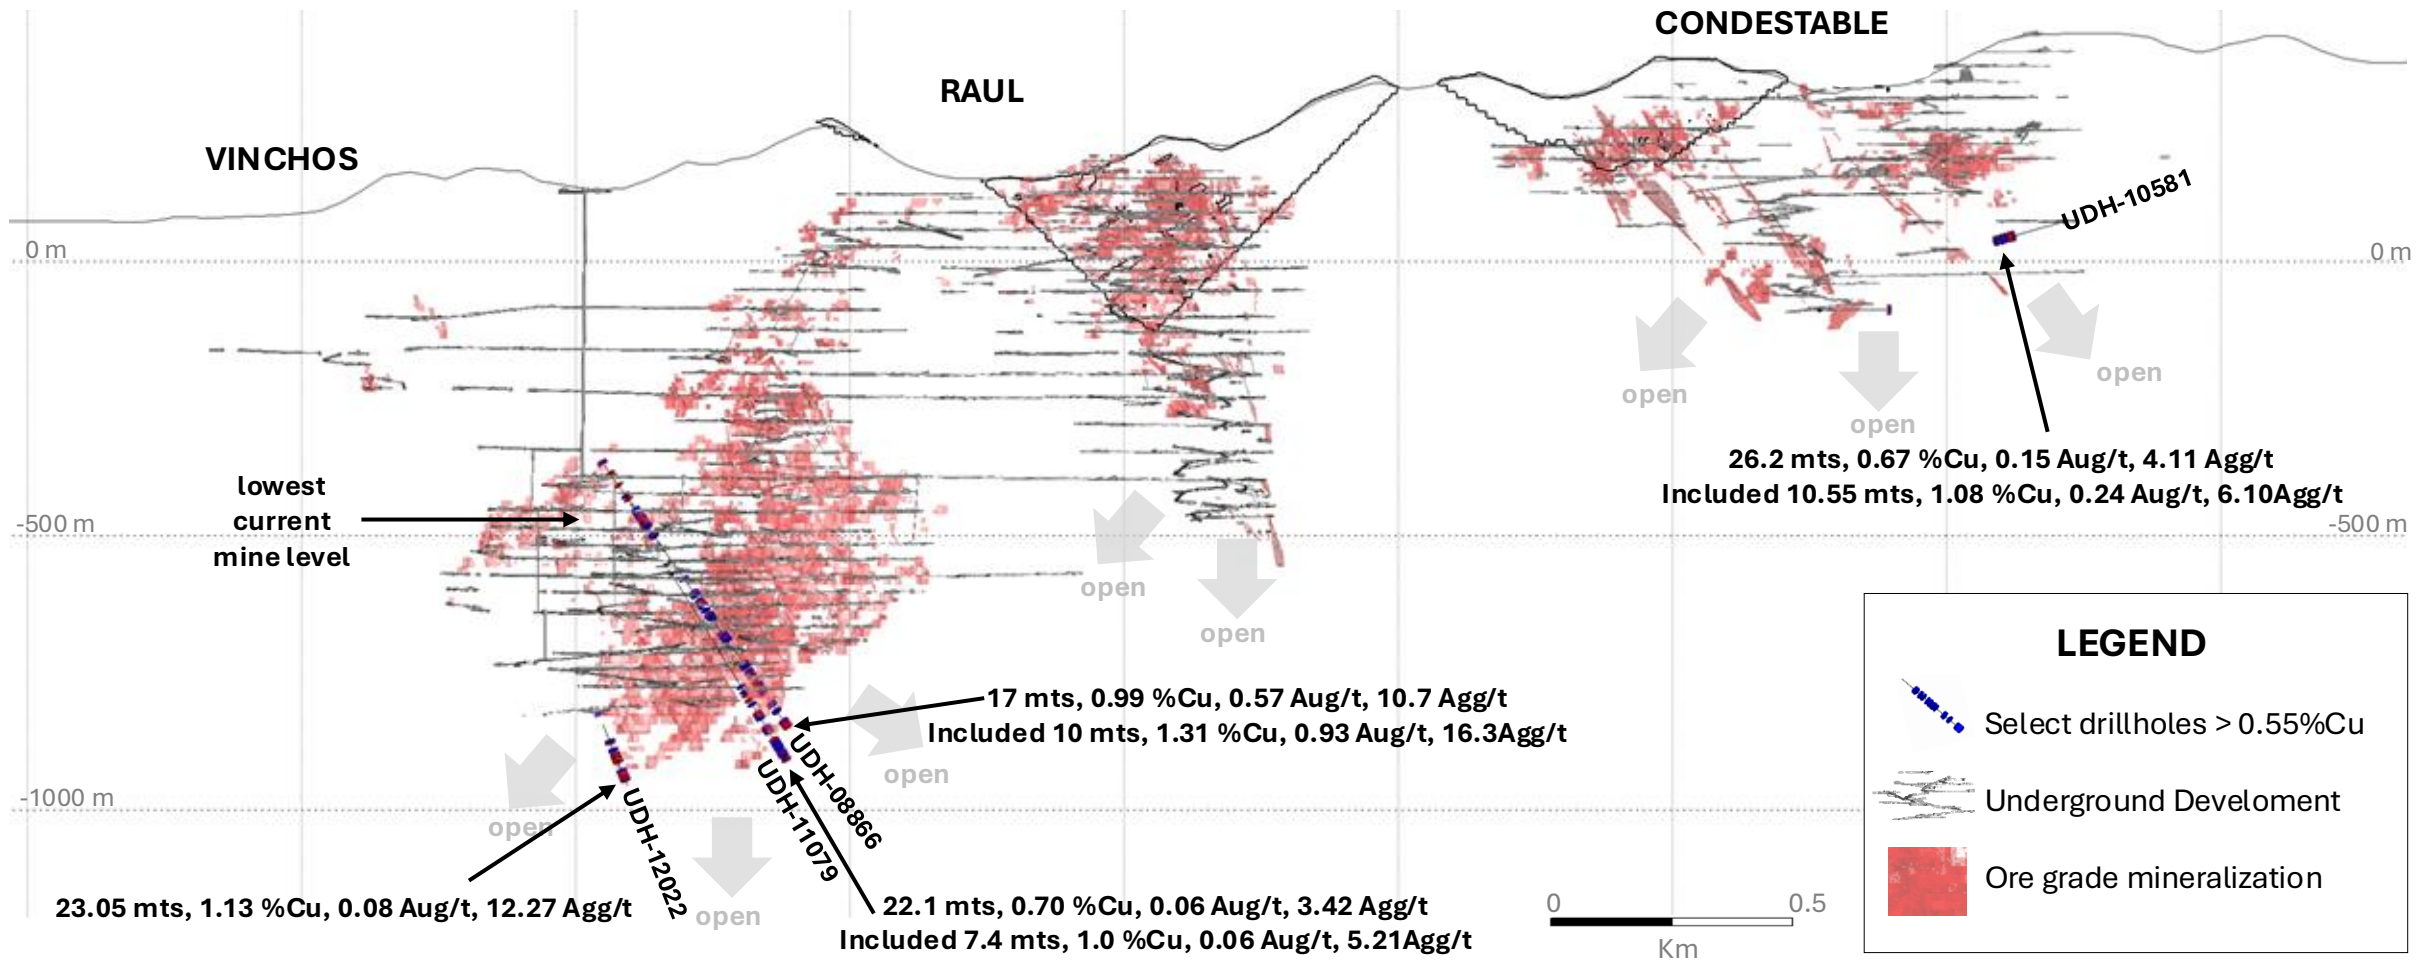 CONDESTABLE
RAUL
VINCHOS
UDH-10581
0 m
0 m
open
open
open
26.2 mts, 0.67 %Cu, 0.15 Aug/t, 4.11 Agg/t
Included 10.55 mts, 1.08 %Cu, 0.24 Aug/t, 6.10Agg/t
lowest
current
mine level
-500 m
-500 m
open
open
LEGEND
Select drillholes > 0.55%Cu
Underground Develoment
Ore grade mineralization
17 mts, 0.99 %Cu, 0.57 Aug/t, 10.7 Agg/t
Included 10 mts, 1.31 %Cu, 0.93 Aug/t, 16.3Agg/t
open
UDH-08866
UDH-11079
UDH-12022
-1000 m
open
open
23.05 mts, 1.13 %Cu, 0.08 Aug/t, 12.27 Agg/t
22.1 mts, 0.70 %Cu, 0.06 Aug/t, 3.42 Agg/t
Included 7.4 mts, 1.0 %Cu, 0.06 Aug/t, 5.21Agg/t
0 0.5
Km